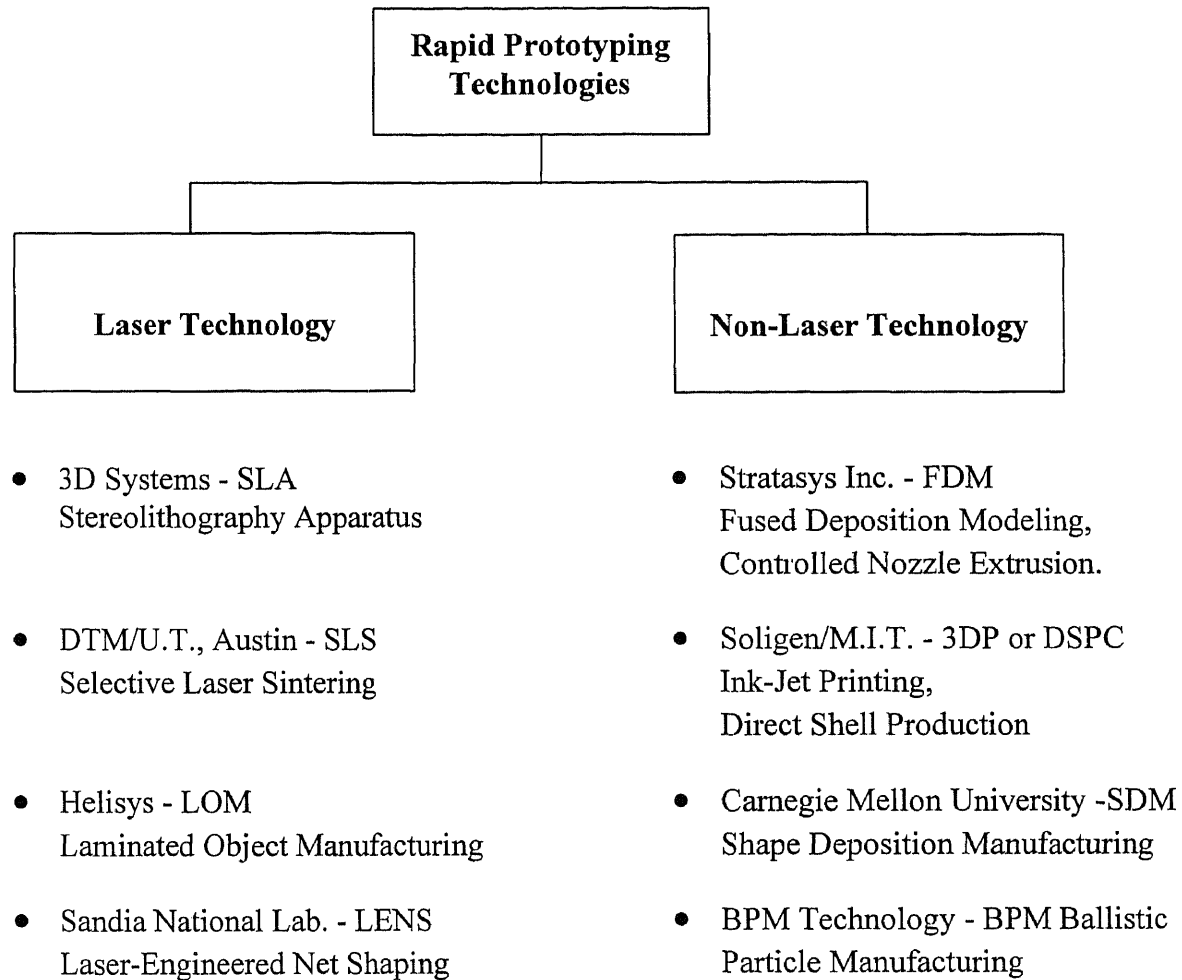 Rapid Prototyping
Technologies
Laser Technology
Non-Laser Technology
• 3D Systems - SLA
Stereolithography Apparatus
• DTM/U.T., Austin - SLS
Selective Laser Sintering
• Helisys - LOM
Laminated Object Manufacturing
• Sandia National Lab. - LENS
Laser-Engineered Net Shaping
• Stratasys Inc. - FDM
Fused Deposition Modeling,
Controlled Nozzle Extrusion.
• Soligen/M.I.T. - 3DP or DSPC
Ink-Jet Printing,
Direct Shell Production
• Carnegie Mellon University -SDM
Shape Deposition Manufacturing
• BPM Technology - BPM Ballistic
Particle Manufacturing